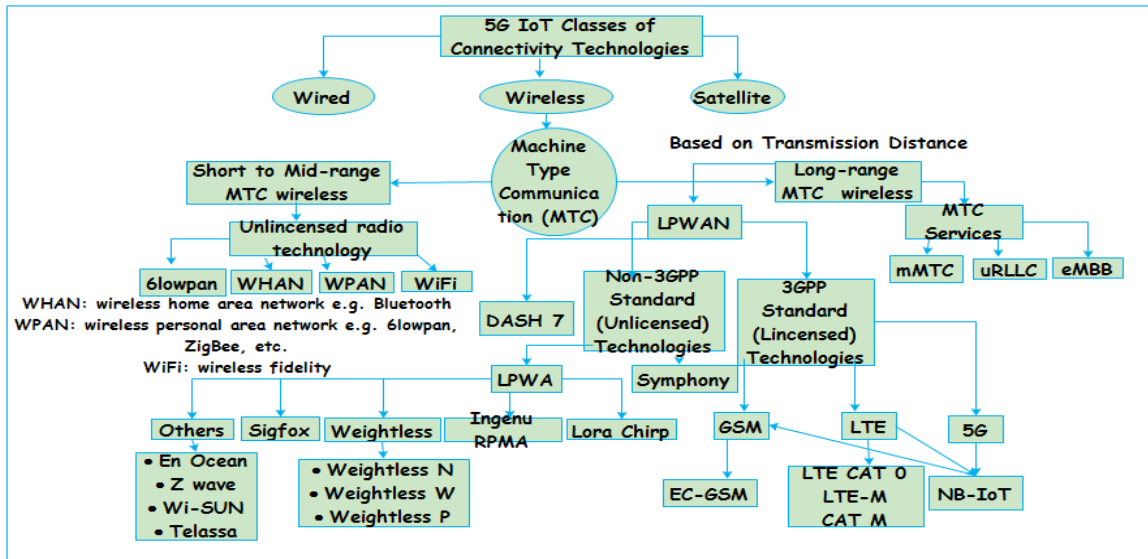 5G IoT Classes of
Connectivity Technologies
Wired
Wireless
Satellite
Based on Transmission Distance
Machine
Type
Communica
tion (MTC)
Short to Mid-range
MTC wireless
Long-range
MTC wireless
Unlincensed radio
technology
LPWAN
MTC
Services
6lowpan
WHAN
WPAN
WiFi
mMTC
uRLLC
eMBB
WHAN: wireless home area network e.g. Bluetooth
WPAN: wireless personal area network e.g. 6lowpan,
ZigBee, etc.
WiFi: wireless fidelity
DASH 7
Non-3GPP
Standard
(Unlicensed)
Technologies
3GPP
Standard
(Lincensed)
Technologies
LPWA
Symphony
Others
Sigfox
Weightless
Ingenu
RPMA
Lora Chirp
GSM
LTE
5G
• En Ocean
• Z wave
• Wi-SUN
• Telassa
• Weightless N
• Weightless W
• Weightless P
EC-GSM
LTE CAT 0
LTE-M
CAT M
NB-IoT